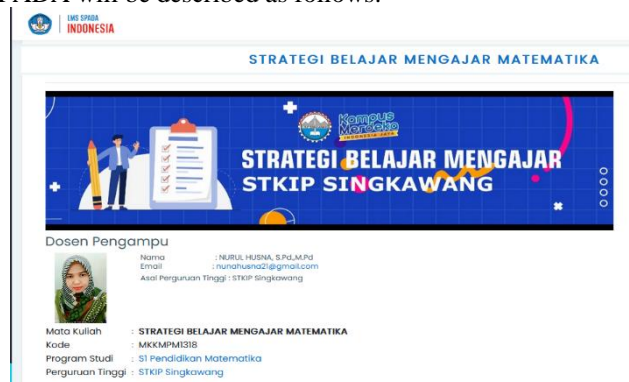 PADA will be described as follows:
LMS SPADA
INDONESIA
STRATEGI BELAJAR MENGAJAR MATEMATIKA
Kampus
Merdeka
INDONESIA JAYA
STRATEGI BELAJAR MENGAJAR
STKIP SINGKAWANG
Dosen Pengampu
Nama : NURUL HUSNA, S.Pd.,M.Pd
Email : nunahusna21@gmail.com
Asal Perguruan Tinggi : STKIP Singkawang
Mata Kuliah : STRATEGI BELAJAR MENGAJAR MATEMATIKA
Kode : MKKMPM1318
Program Studi : S1 Pendidikan Matematika
Perguruan Tinggi : STKIP Singkawang